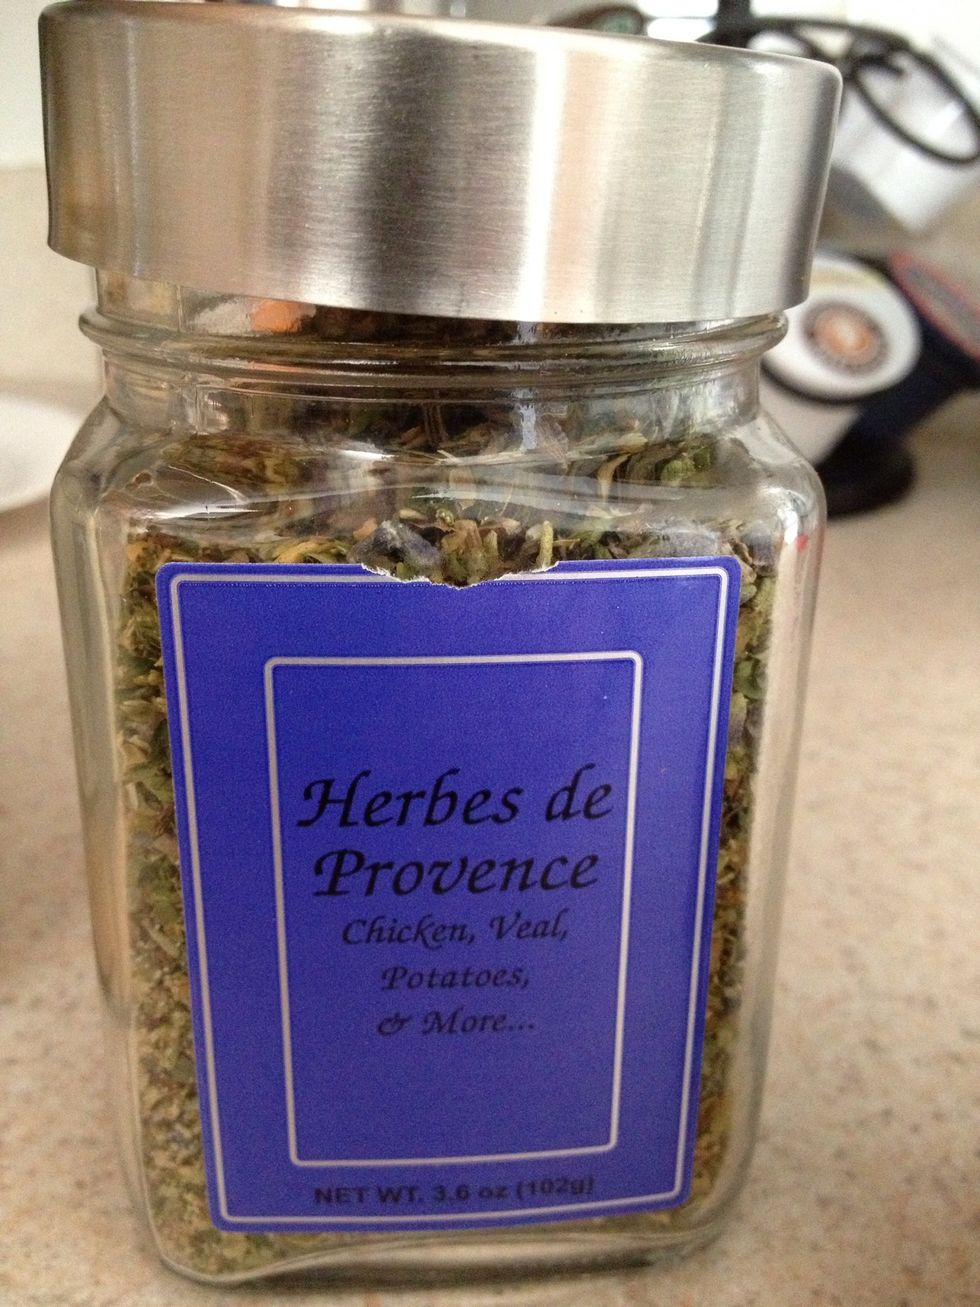 Herbes de
Provence
Chicken, Veal,
Potatoes,
& More...
NET WT. 3.6 oz (102g)